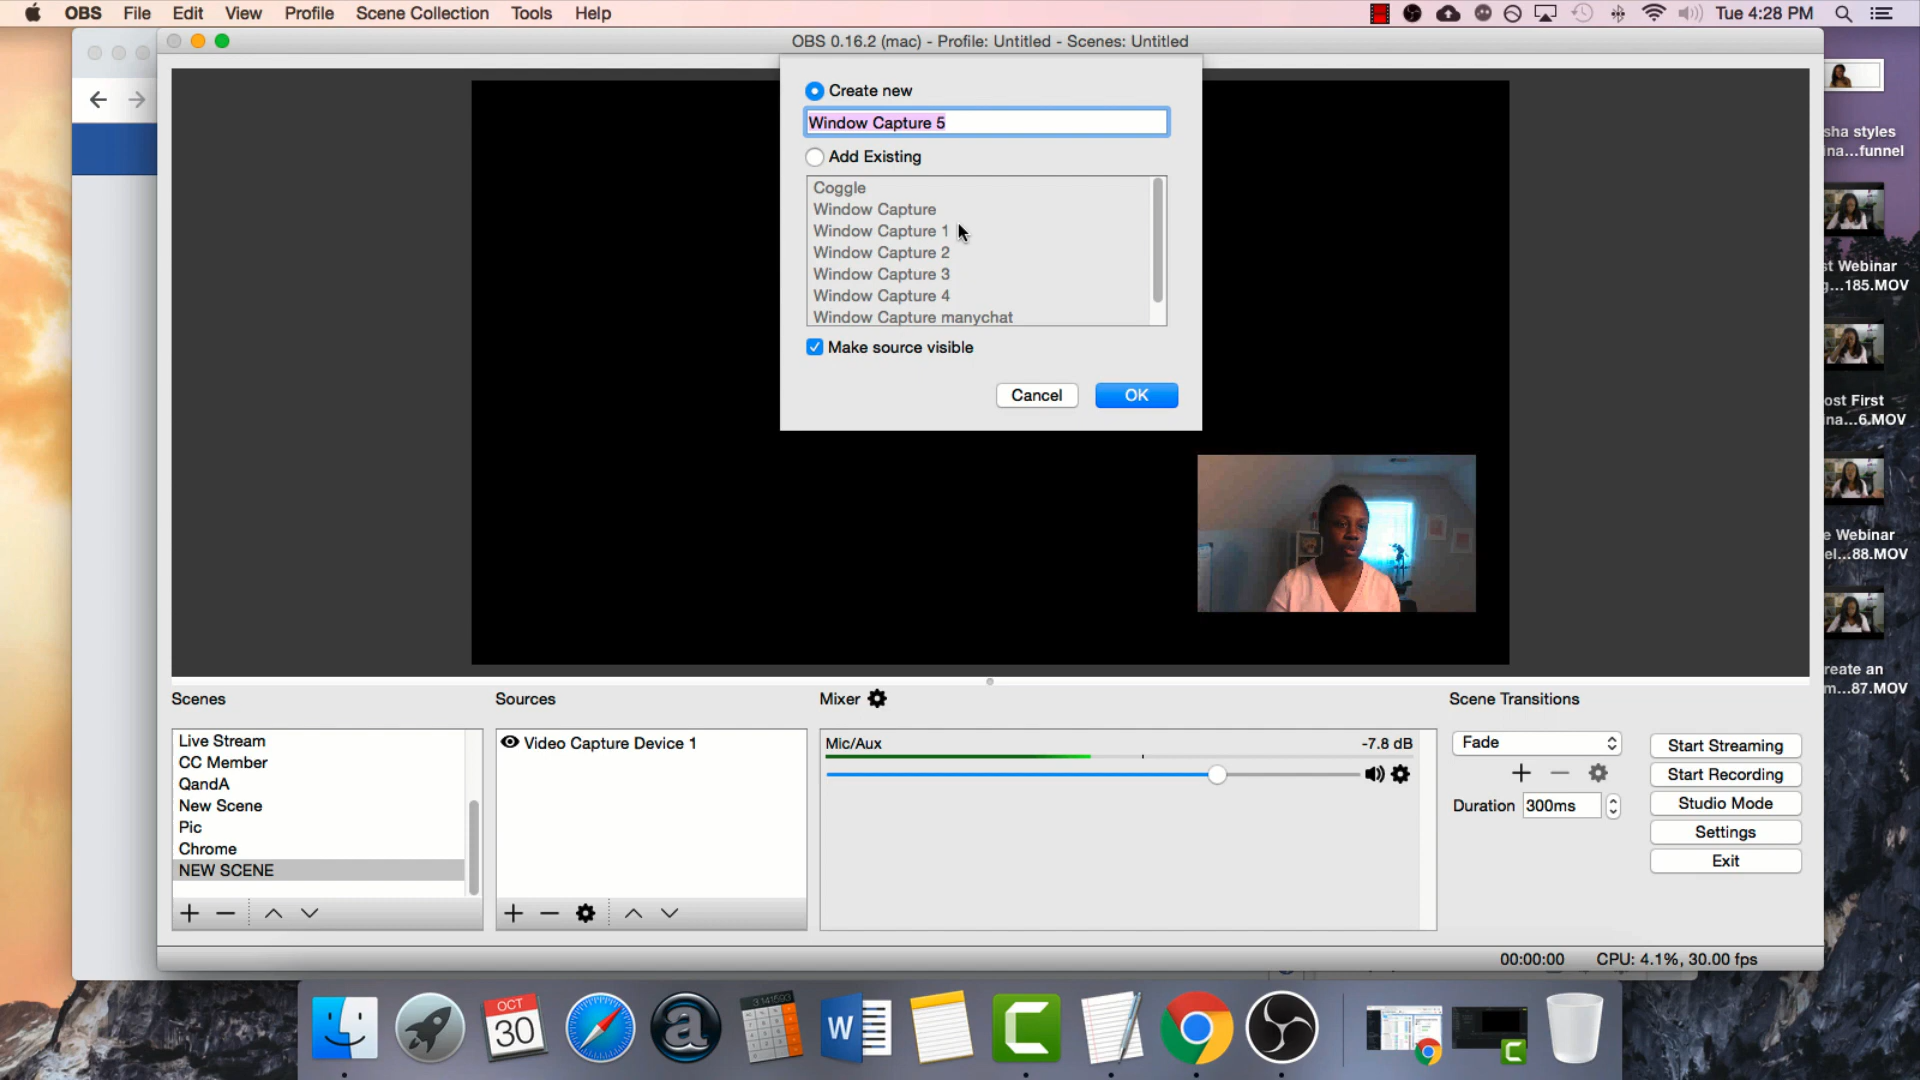 OBS File Edit View Profile Scene Collection Tools Help Tue 4:28 PM
OBS 0.16.2 (mac) - Profile: Untitled - Scenes: Untitled
Create new
Window Capture 5
Add Existing
Coggle
Window Capture
Window Capture 1
Window Capture 2
Window Capture 3
Window Capture 4
Window Capture manychat
Make source visible
Cancel OK
sha styles
ina...funnel
st Webinar
g...185.MOV
ost First
ina...6.MOV
e Webinar
el...88.MOV
reate an
m...87.MOV
Scenes
Live Stream
CC Member
QandA
New Scene
Pic
Chrome
NEW SCENE
Sources
Video Capture Device 1
Mixer
Mic/Aux -7.8 dB
Scene Transitions
Fade
Duration 300ms
Start Streaming
Start Recording
Studio Mode
Settings
Exit
00:00:00 CPU: 4.1%, 30.00 fps
OCT
30
3.141593
a
W
C